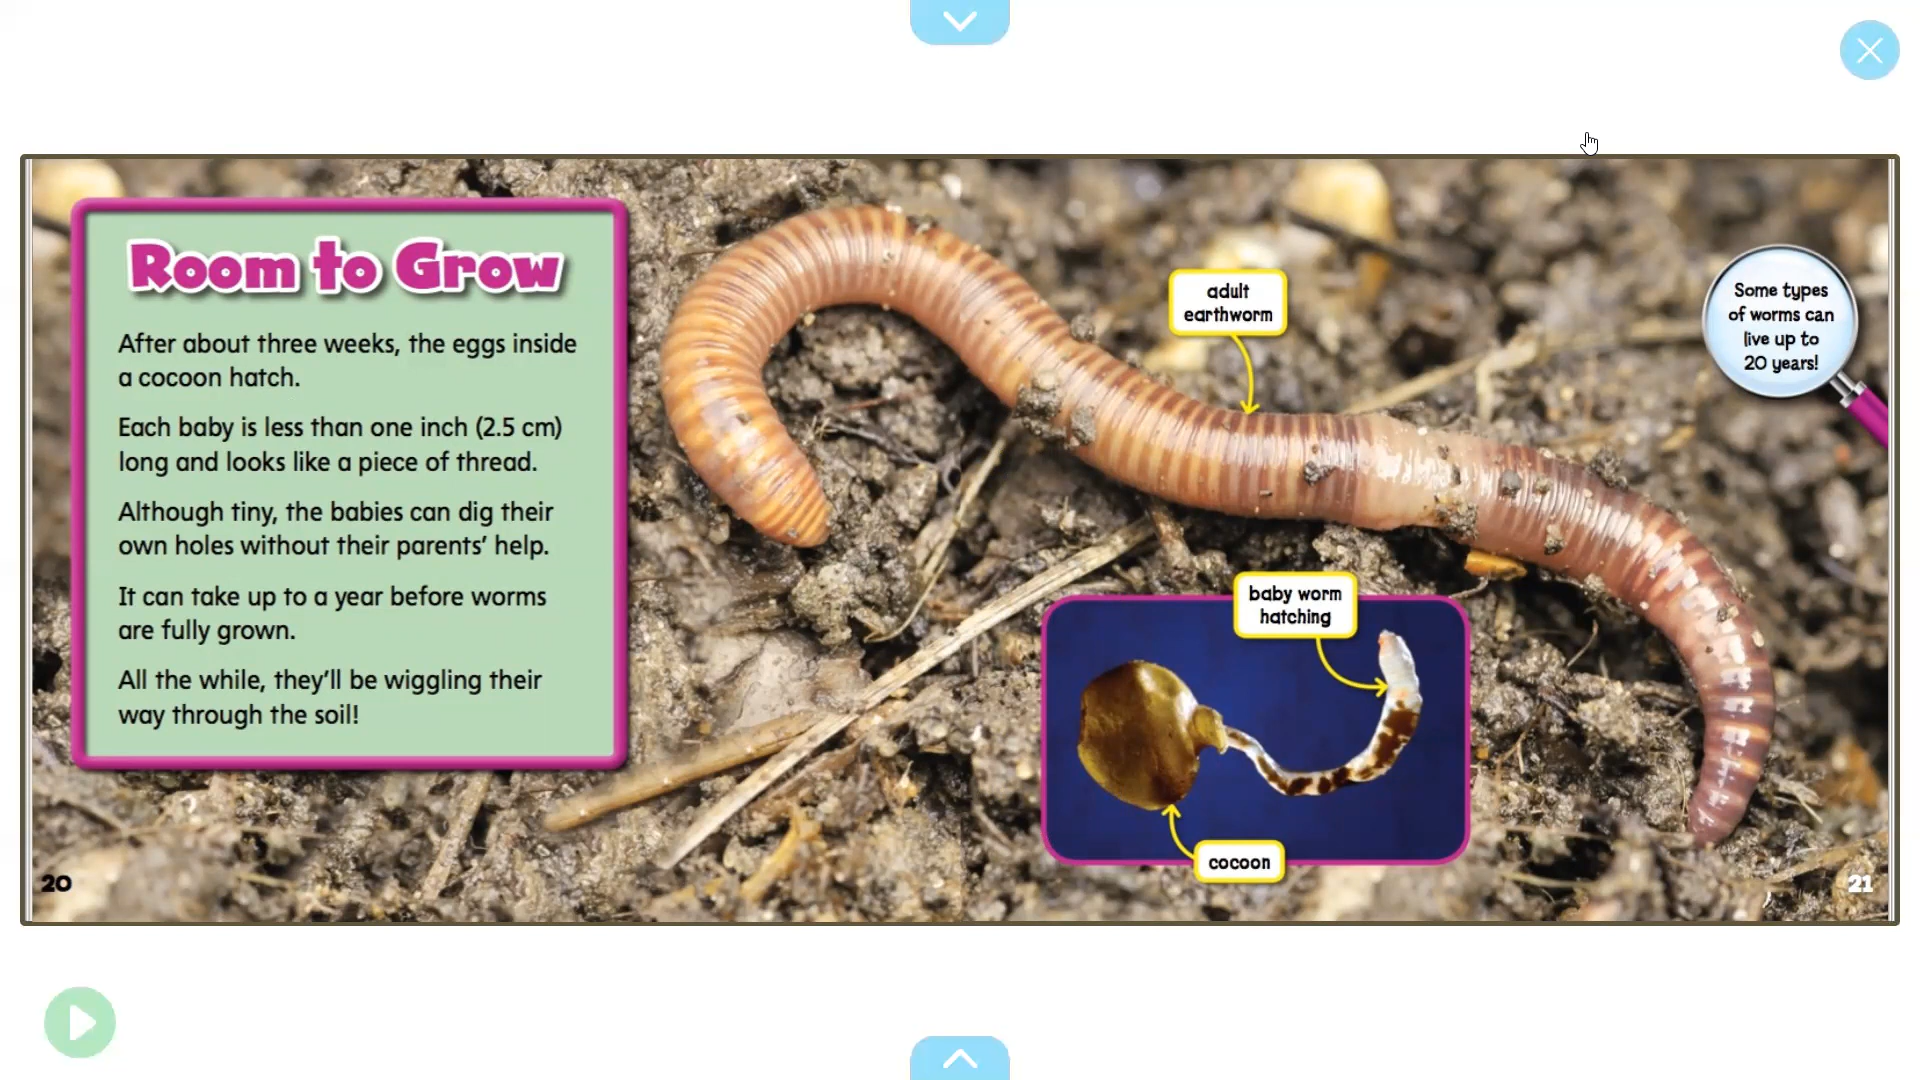 Room to Grow
After about three weeks, the eggs inside
a cocoon hatch.
Each baby is less than one inch (2.5 cm)
long and looks like a piece of thread.
Although tiny, the babies can dig their
own holes without their parents' help.
It can take up to a year before worms
are fully grown.
All the while, they'll be wiggling their
way through the soil!
20
adult
earthworm
Some types
of worms can
live up to
20 years!
baby worm
hatching
cocoon
21